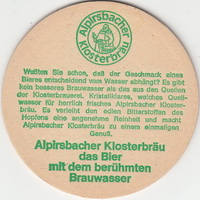 Alpirsbacher
Klosterbräu
Wußten Sie schon, daß der Geschmack eines
Bieres entscheidend vom Wasser abhängt? Es gibt
kein besseres Brauwasser als das aus den Quellen
der Klosterbrauerei. Kristallklares, weiches Quell-
wasser für herrlich frisches Alpirsbacher Kloster-
bräu. Es verleiht den edlen Bitterstoffen des
Hopfens eine angenehme Reinheit und macht
Alpirsbacher Klosterbräu zu einem einmaligen
Genuß.
Alpirsbacher Klosterbräu
das Bier
mit dem berühmten
Brauwasser